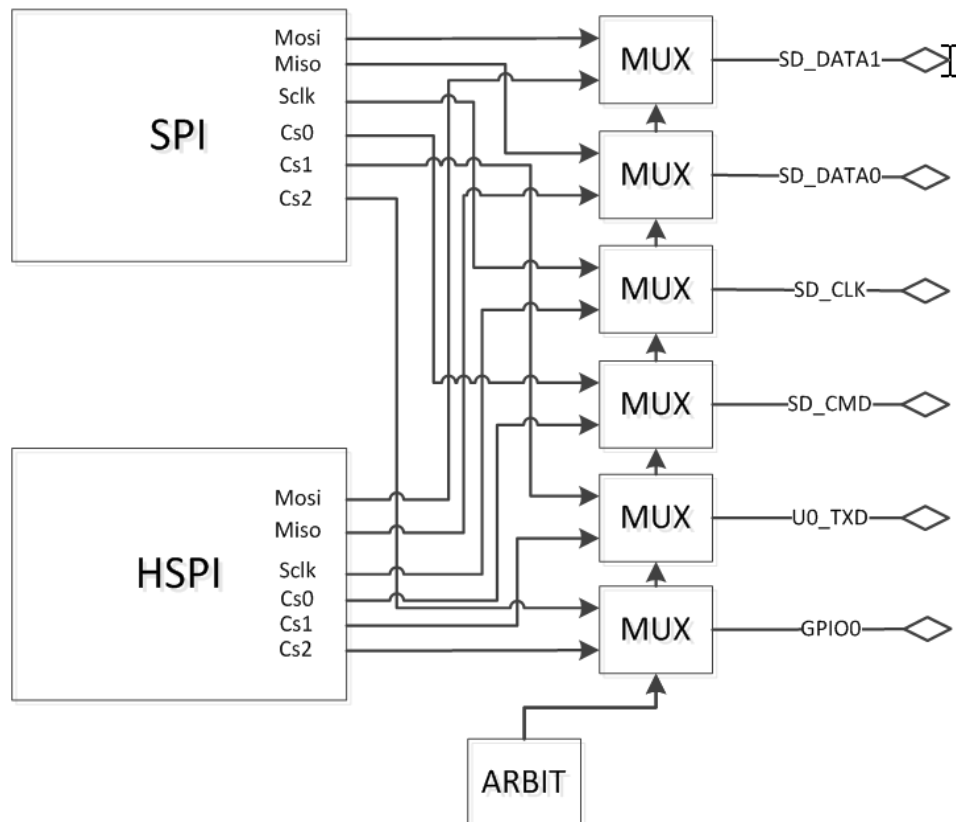 Mosi
Miso
Sclk
Cs0
Cs1
Cs2
SPI
MUX
SD_DATA1
MUX
SD_DATA0
MUX
SD_CLK
MUX
SD_CMD
Mosi
Miso
Sclk
Cs0
Cs1
Cs2
HSPI
MUX
U0_TXD
MUX
GPIO0
ARBIT